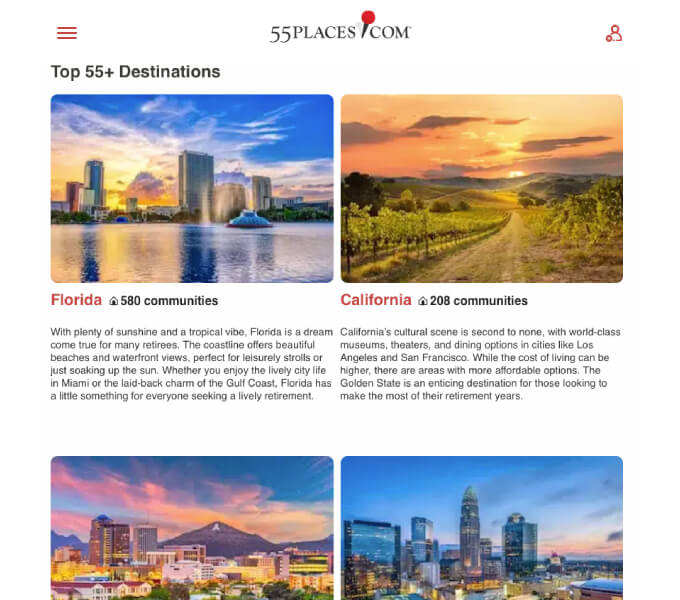 55PLACES.COM
Top 55+ Destinations
Florida 580 communities
California 208 communities
With plenty of sunshine and a tropical vibe, Florida is a dream
come true for many retirees. The coastline offers beautiful
beaches and waterfront views, perfect for leisurely strolls or
just soaking up the sun. Whether you enjoy the lively city life
in Miami or the laid-back charm of the Gulf Coast, Florida has
a little something for everyone seeking a lively retirement.
California’s cultural scene is second to none, with world-class
museums, theaters, and dining options in cities like Los
Angeles and San Francisco. While the cost of living can be
higher, there are areas with more affordable options. The
Golden State is an enticing destination for those looking to
make the most of their retirement years.